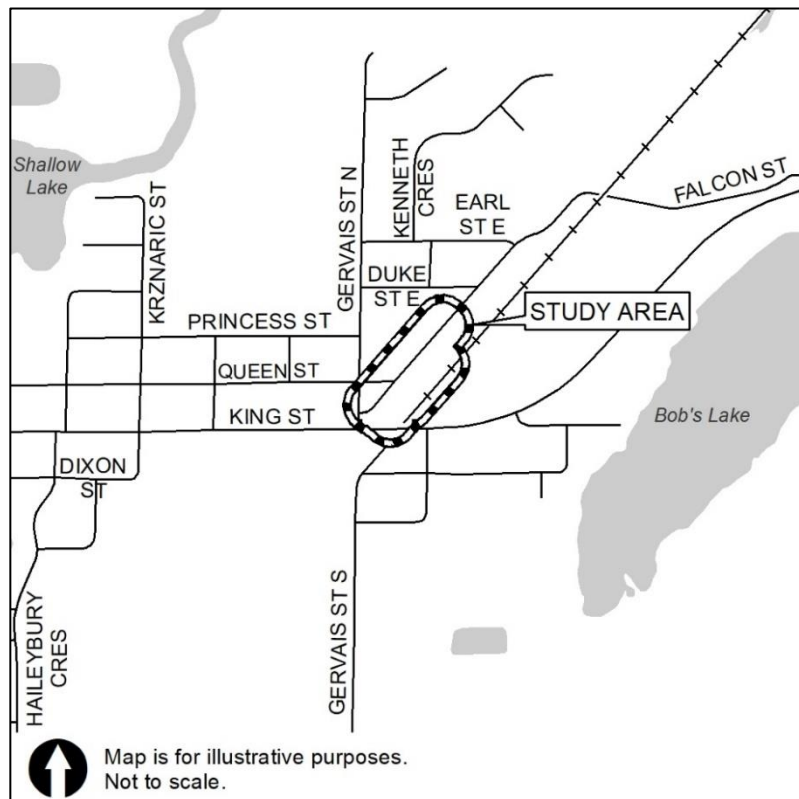 Shallow
Lake
KRZNARIC ST
GERVAIS ST N
KENNETH
CRES
EARL
ST E
FALCON ST
DUKE
ST E
STUDY AREA
PRINCESS ST
QUEEN ST
KING ST
Bob's Lake
DIXON
ST
HAILEYBURY
CRES
GERVAIS ST S
Map is for illustrative purposes.
Not to scale.